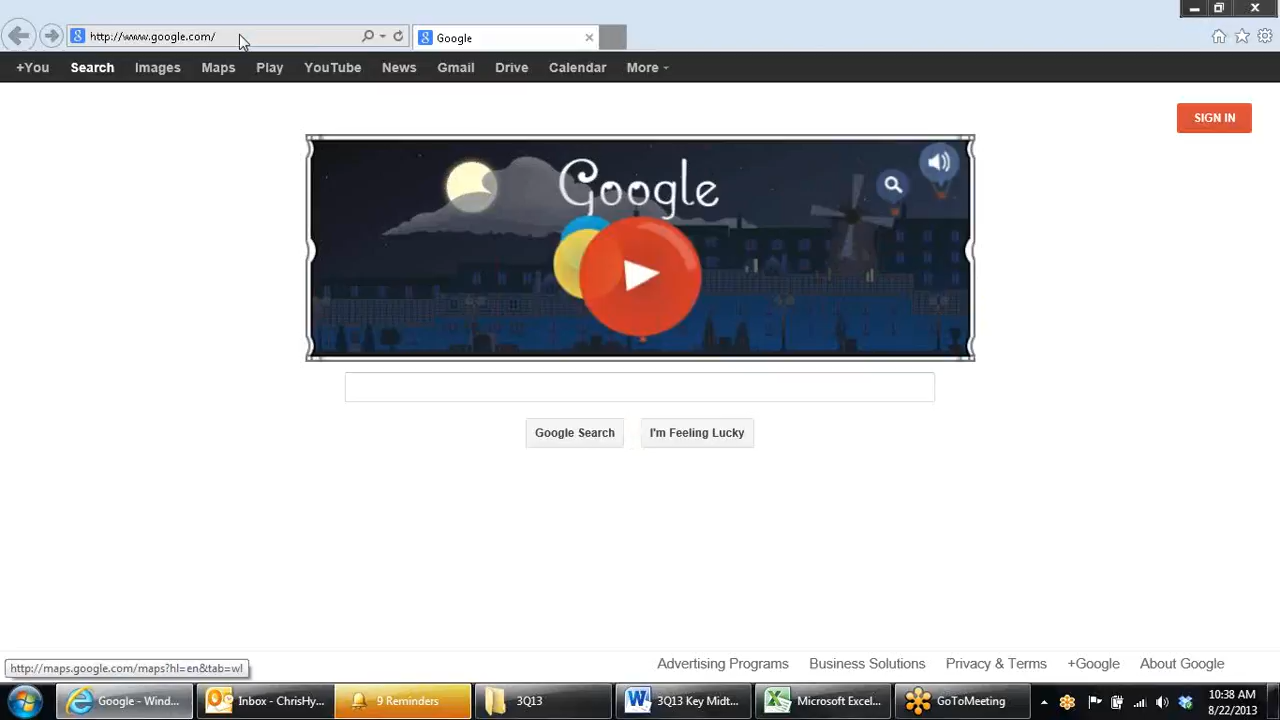 http://www.google.com/
Google
+You Search Images Maps Play YouTube News Gmail Drive Calendar More
SIGN IN
Google
Google Search I'm Feeling Lucky
http://maps.google.com/maps?hl=en&tab=wl
Advertising Programs Business Solutions Privacy & Terms +Google About Google
Google - Wind... Inbox - ChrisHy... 9 Reminders 3Q13 3Q13 Key Midt... Microsoft Excel... GoToMeeting 10:38 AM
8/22/2013